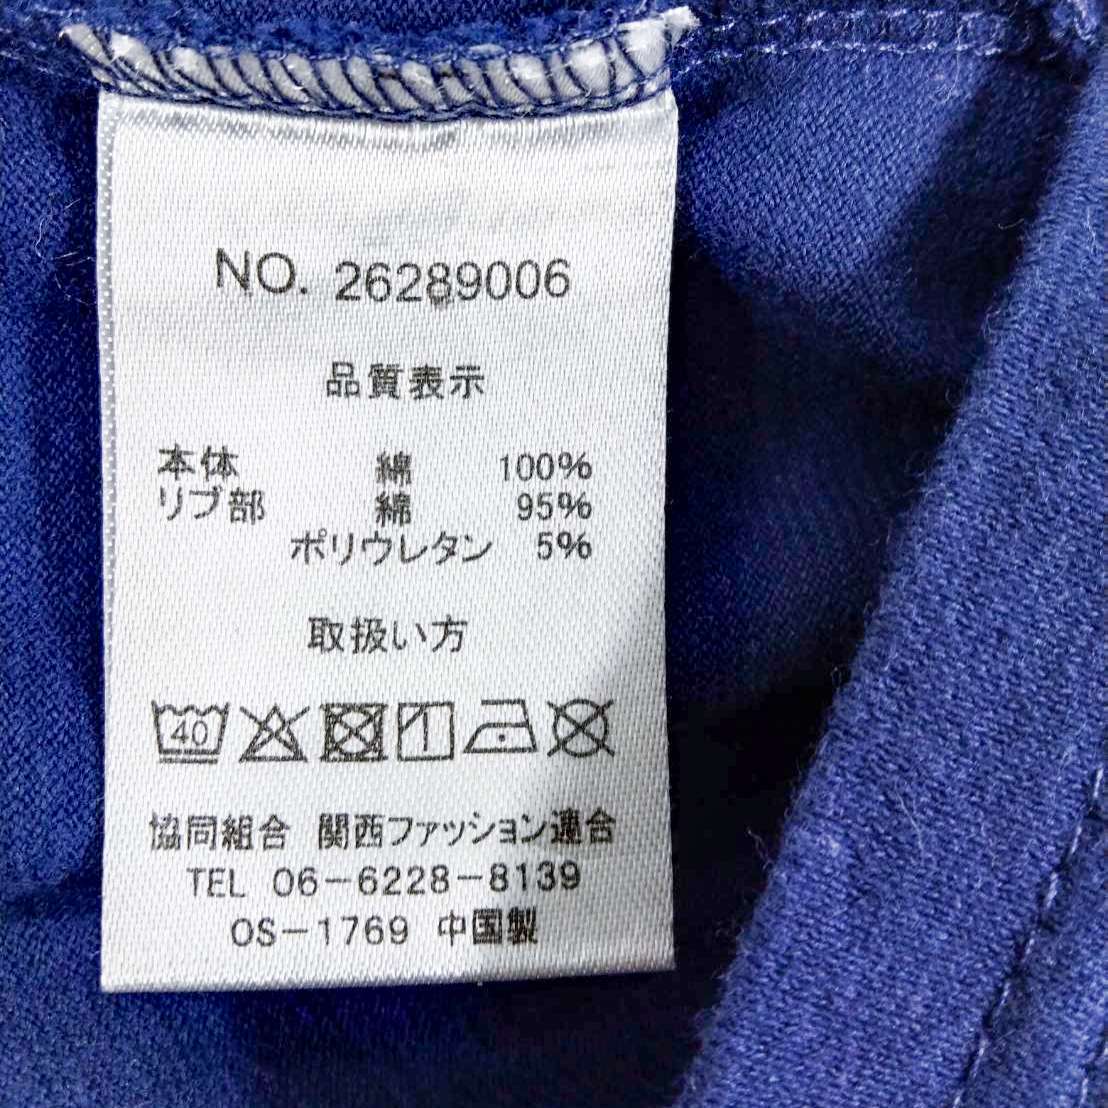 NO. 26289006
品質表示
本体 綿 100%
リブ部 綿 95%
ポリウレタン 5%
取扱い方
40
協同組合 関西ファッション連合
TEL 06-6228-8139
OS-1769 中国製